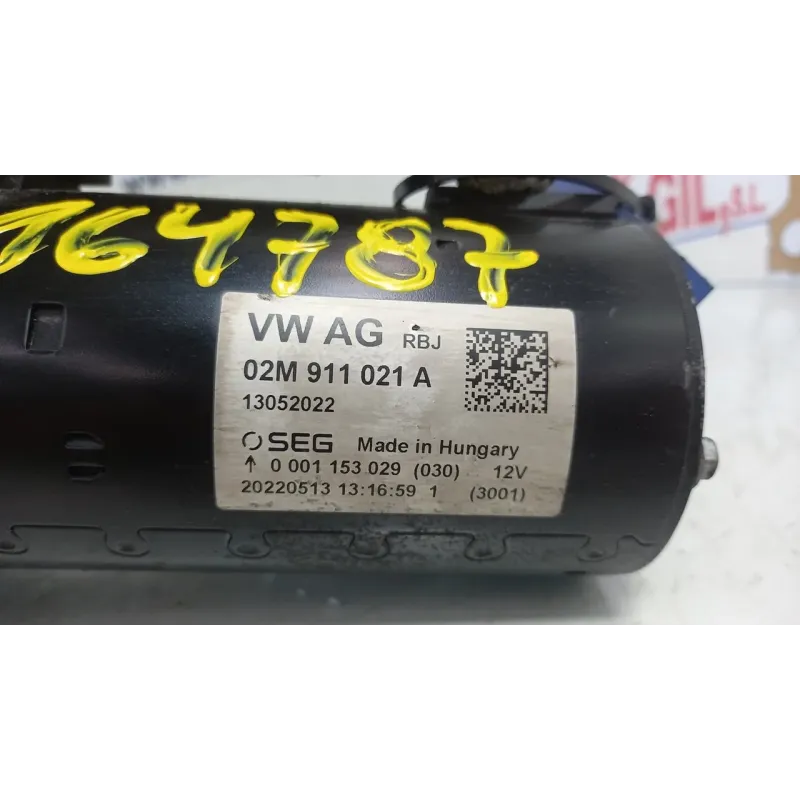 164787
GIL, S.L
VW AG RBJ
02M 911 021 A
13052022
SEG Made in Hungary
↑ 0 001 153 029 (030) 12V
20220513 13:16:59 1 (3001)